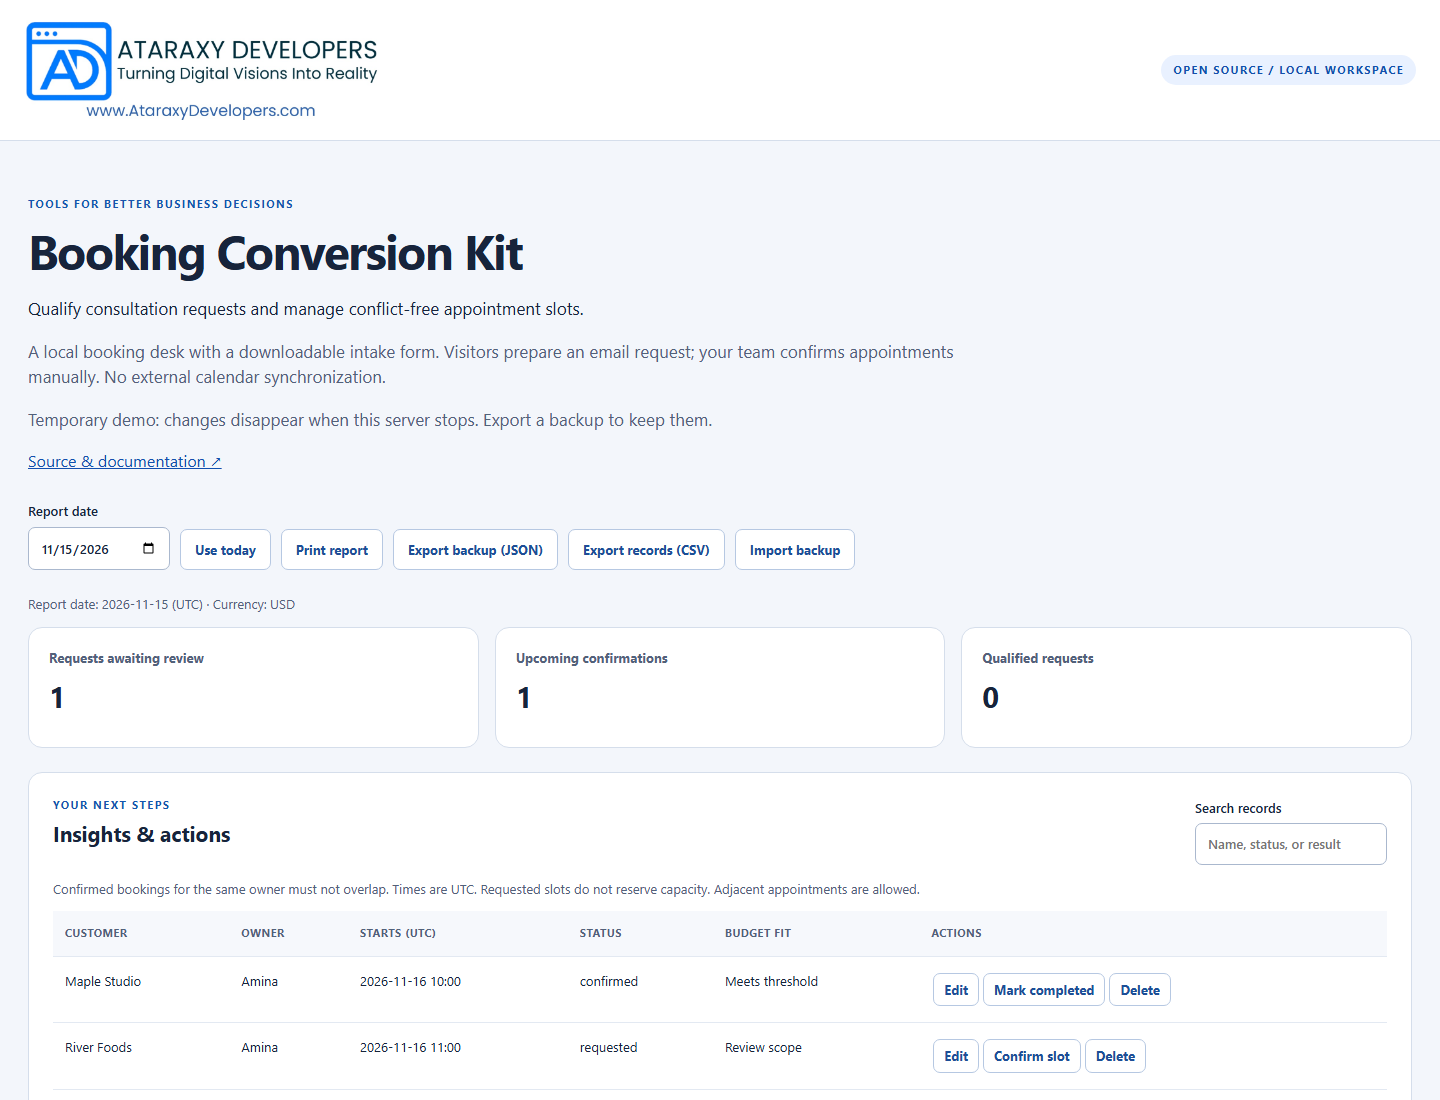 AD
ATARAXY DEVELOPERS
Turning Digital Visions Into Reality
www.AtaraxyDevelopers.com
OPEN SOURCE / LOCAL WORKSPACE
TOOLS FOR BETTER BUSINESS DECISIONS
Booking Conversion Kit
Qualify consultation requests and manage conflict-free appointment slots.
A local booking desk with a downloadable intake form. Visitors prepare an email request; your team confirms appointments
manually. No external calendar synchronization.
Temporary demo: changes disappear when this server stops. Export a backup to keep them.
Source & documentation ↗
Report date
11/15/2026 Use today Print report Export backup (JSON) Export records (CSV) Import backup
Report date: 2026-11-15 (UTC) · Currency: USD
Requests awaiting review Upcoming confirmations Qualified requests
1 1 0
YOUR NEXT STEPS
Insights & actions
Search records
Name, status, or result
Confirmed bookings for the same owner must not overlap. Times are UTC. Requested slots do not reserve capacity. Adjacent appointments are allowed.
CUSTOMER OWNER STARTS (UTC) STATUS BUDGET FIT ACTIONS
Maple Studio Amina 2026-11-16 10:00 confirmed Meets threshold Edit Mark completed Delete
River Foods Amina 2026-11-16 11:00 requested Review scope Edit Confirm slot Delete